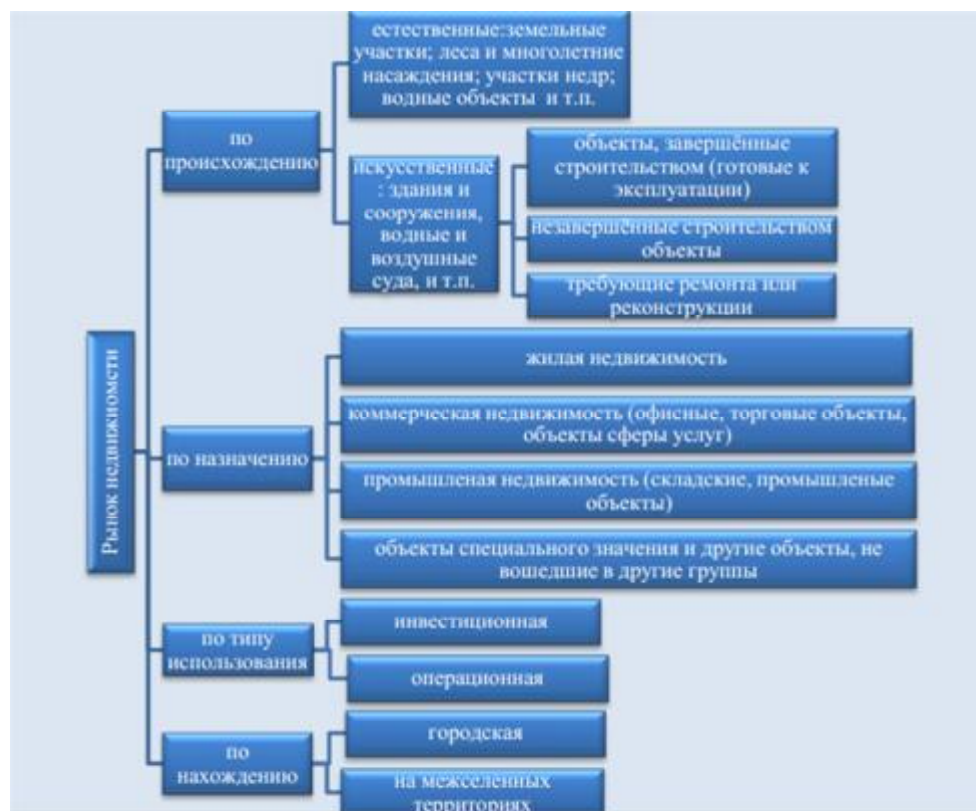 естественные:земельные
участки; леса и многолетние
насаждения; участки недр;
водные объекты и т.п.
по
происхождению
искусственные
: здания и
сооружения,
водные и
воздушные
суда, и т.п.
объекты, завершённые
строительством (готовые к
эксплуатации)
незавершённые строительством
объекты
требующие ремонта или
реконструкции
Рынок недвижиомсти
по назначению
жилая недвижимость
коммерческая недвижимость (офисные, торговые объекты,
объекты сферы услуг)
промышленая недвижимость (складские, промышленые
объекты)
объекты специального значения и другие объекты, не
вошедшие в другие группы
по типу
использования
инвестиционная
операционная
по
нахождению
городская
на межселенных
территориях